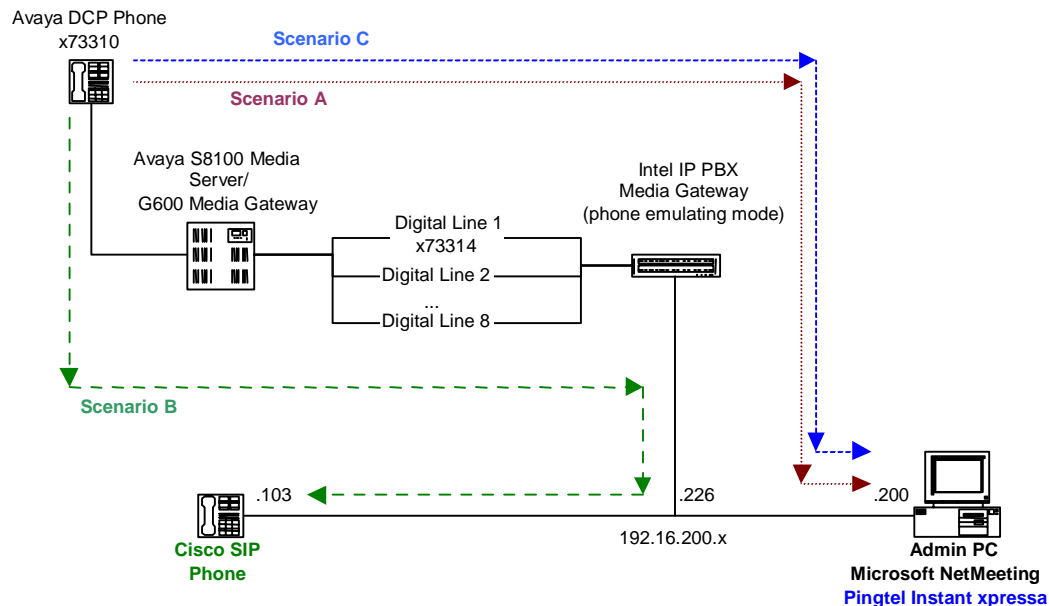 Avaya DCP Phone
x73310
Scenario C
Scenario A
Avaya S8100 Media
Server/
G600 Media Gateway
Intel IP PBX
Media Gateway
(phone emulating mode)
Digital Line 1
x73314
Digital Line 2
...
Digital Line 8
Scenario B
.103
.226
.200
192.16.200.x
Cisco SIP
Phone
Admin PC
Microsoft NetMeeting
Pingtel Instant xpressa